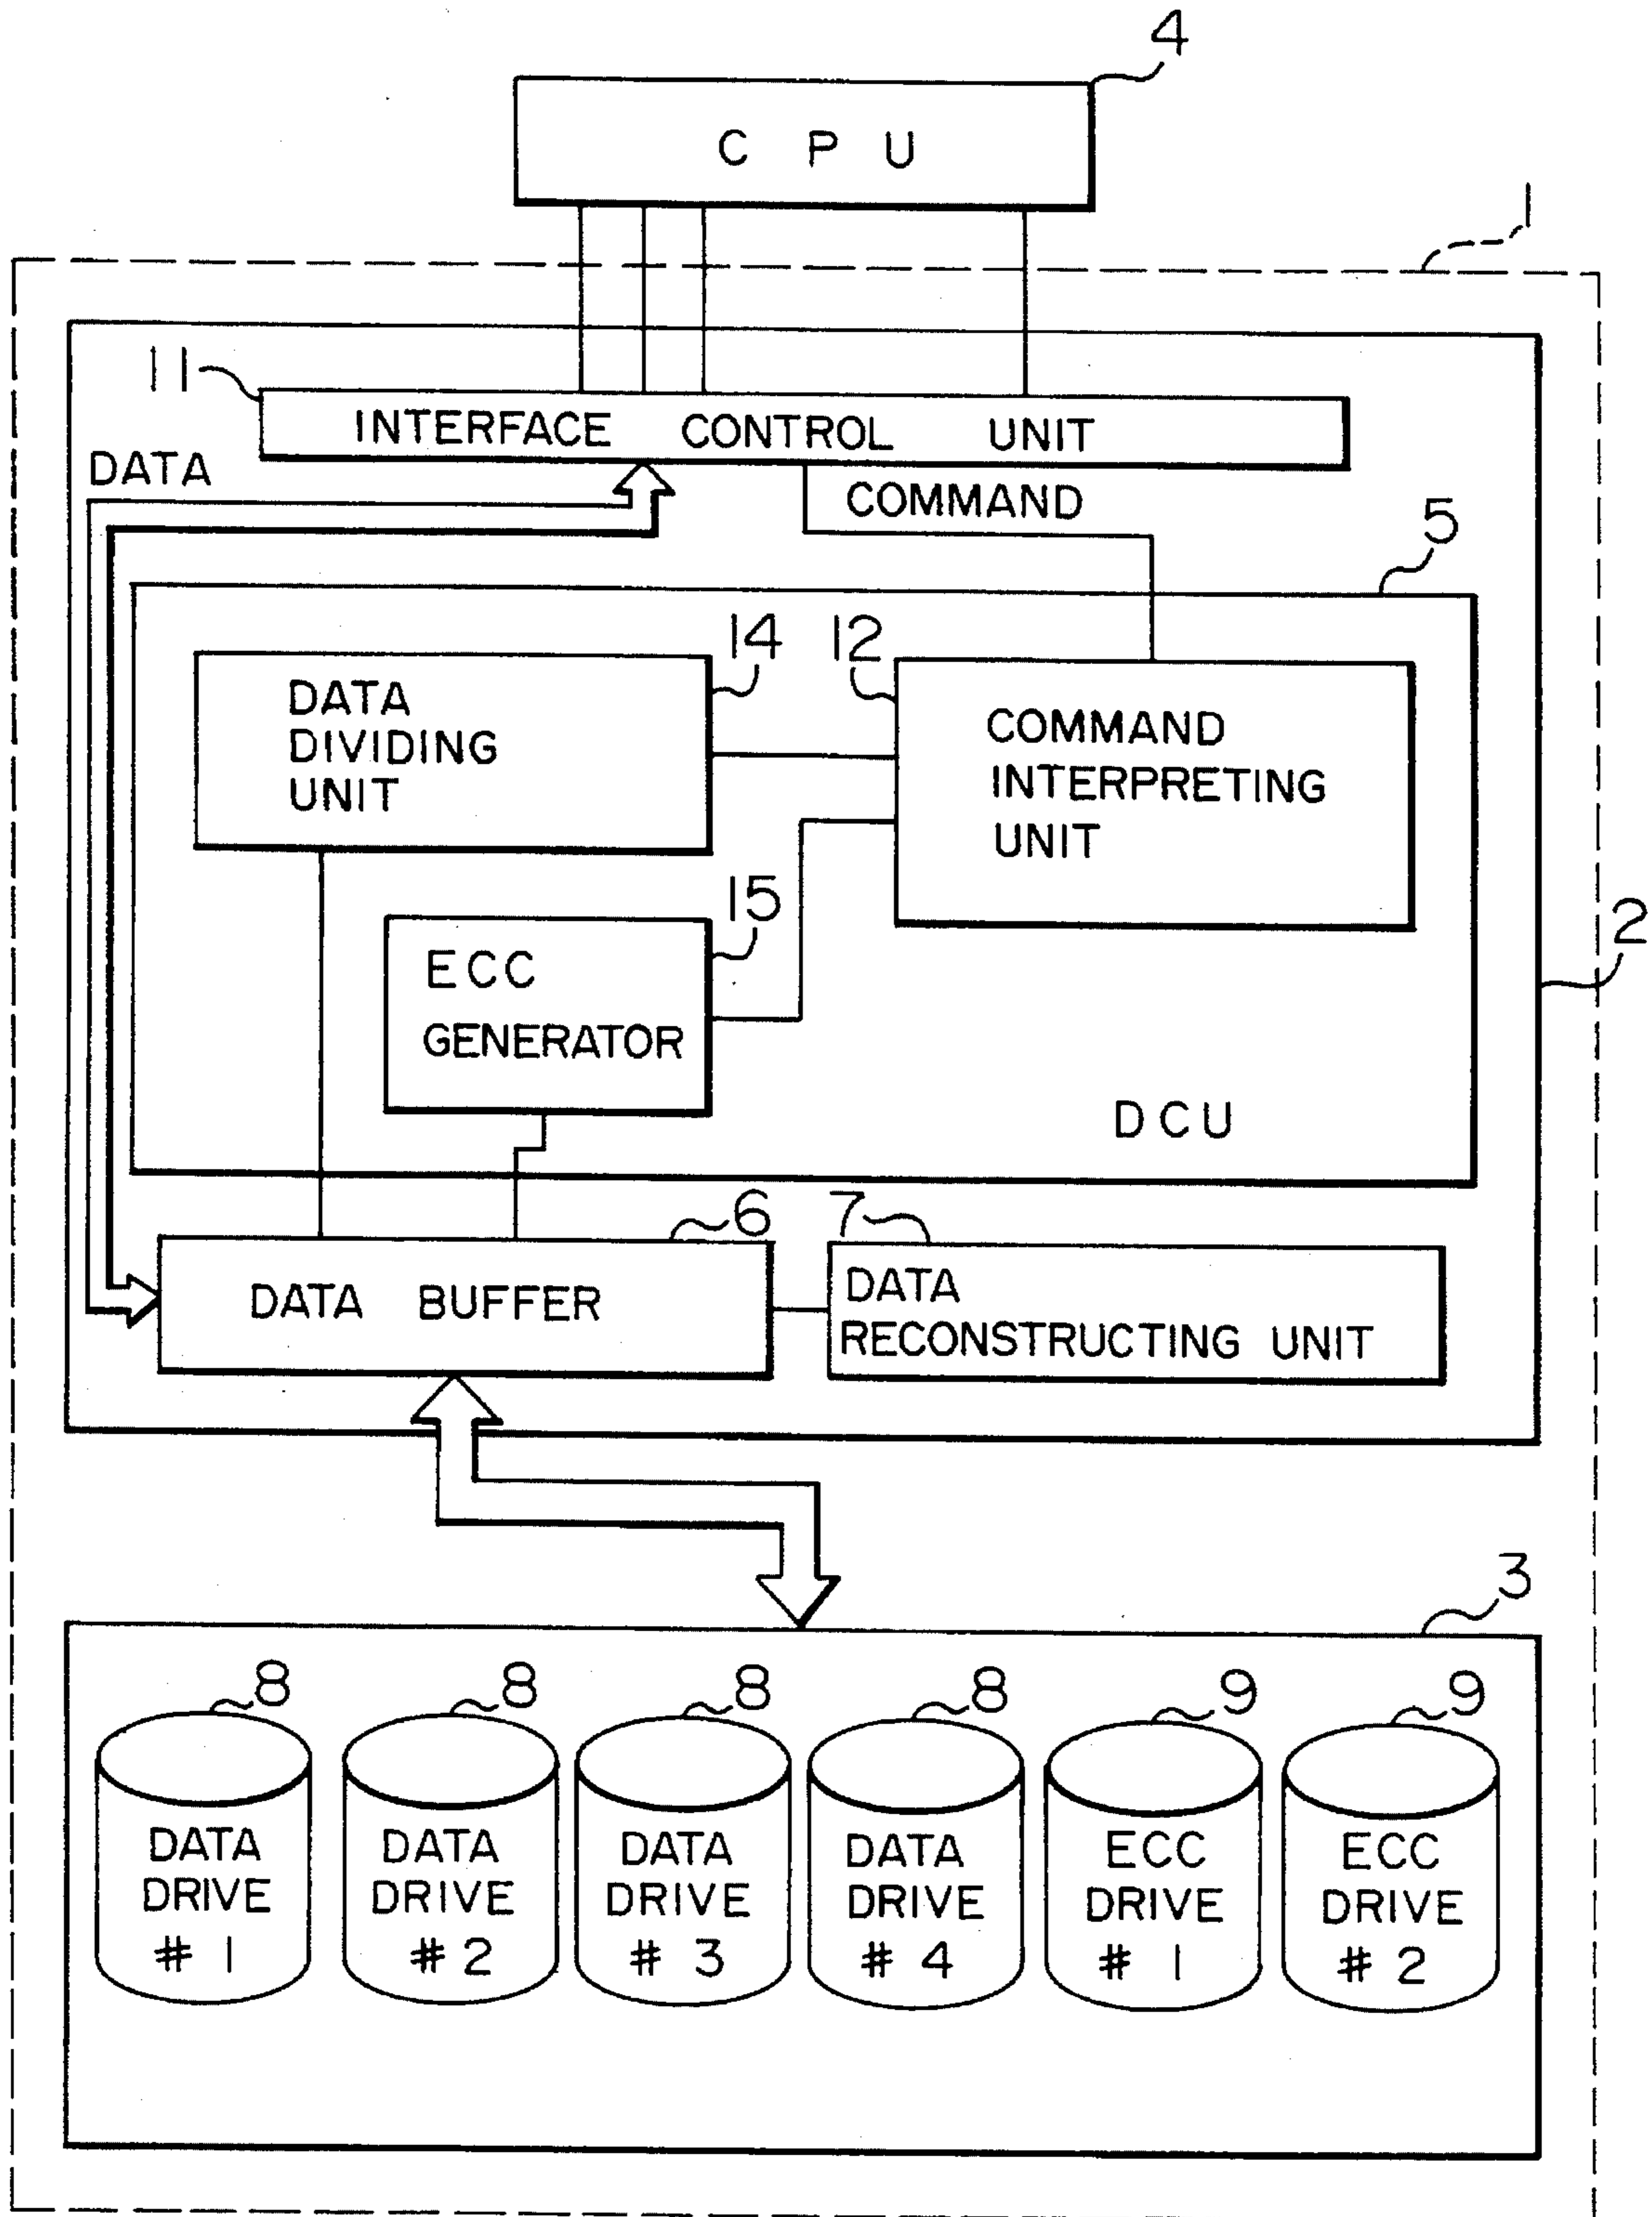 4
C P U
1
11
INTERFACE CONTROL UNIT
DATA
COMMAND
5
14
12
DATA
DIVIDING
UNIT
COMMAND
INTERPRETING
UNIT
15
2
ECC
GENERATOR
DCU
6
7
DATA BUFFER
DATA
RECONSTRUCTING UNIT
3
8
8
8
8
9
9
DATA
DRIVE
# 1
DATA
DRIVE
# 2
DATA
DRIVE
# 3
DATA
DRIVE
# 4
ECC
DRIVE
# 1
ECC
DRIVE
# 2